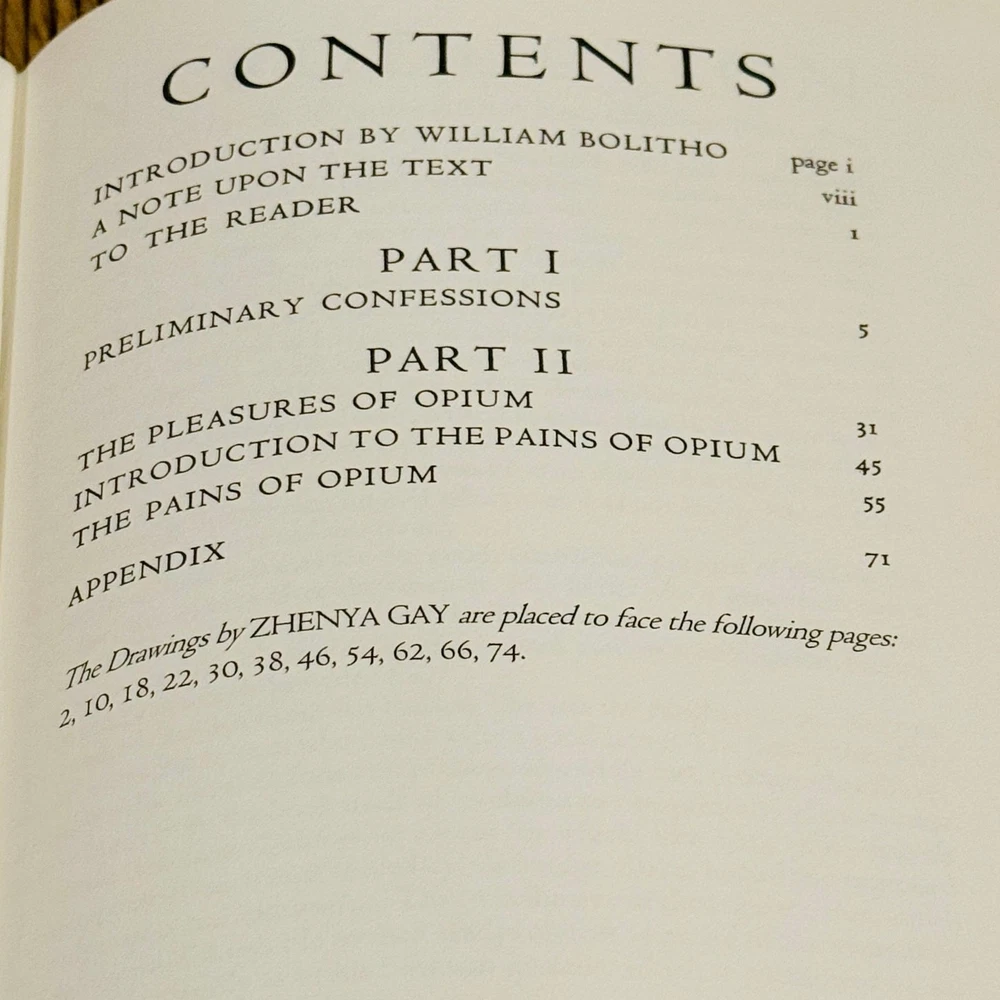 CONTENTS
INTRODUCTION BY WILLIAM BOLITHO page i
A NOTE UPON THE TEXT viii
TO THE READER 1
PART I
PRELIMINARY CONFESSIONS 5
PART II
THE PLEASURES OF OPIUM 31
INTRODUCTION TO THE PAINS OF OPIUM 45
THE PAINS OF OPIUM 55
APPENDIX 71
The Drawings by ZHENYA GAY are placed to face the following pages:
2, 10, 18, 22, 30, 38, 46, 54, 62, 66, 74.